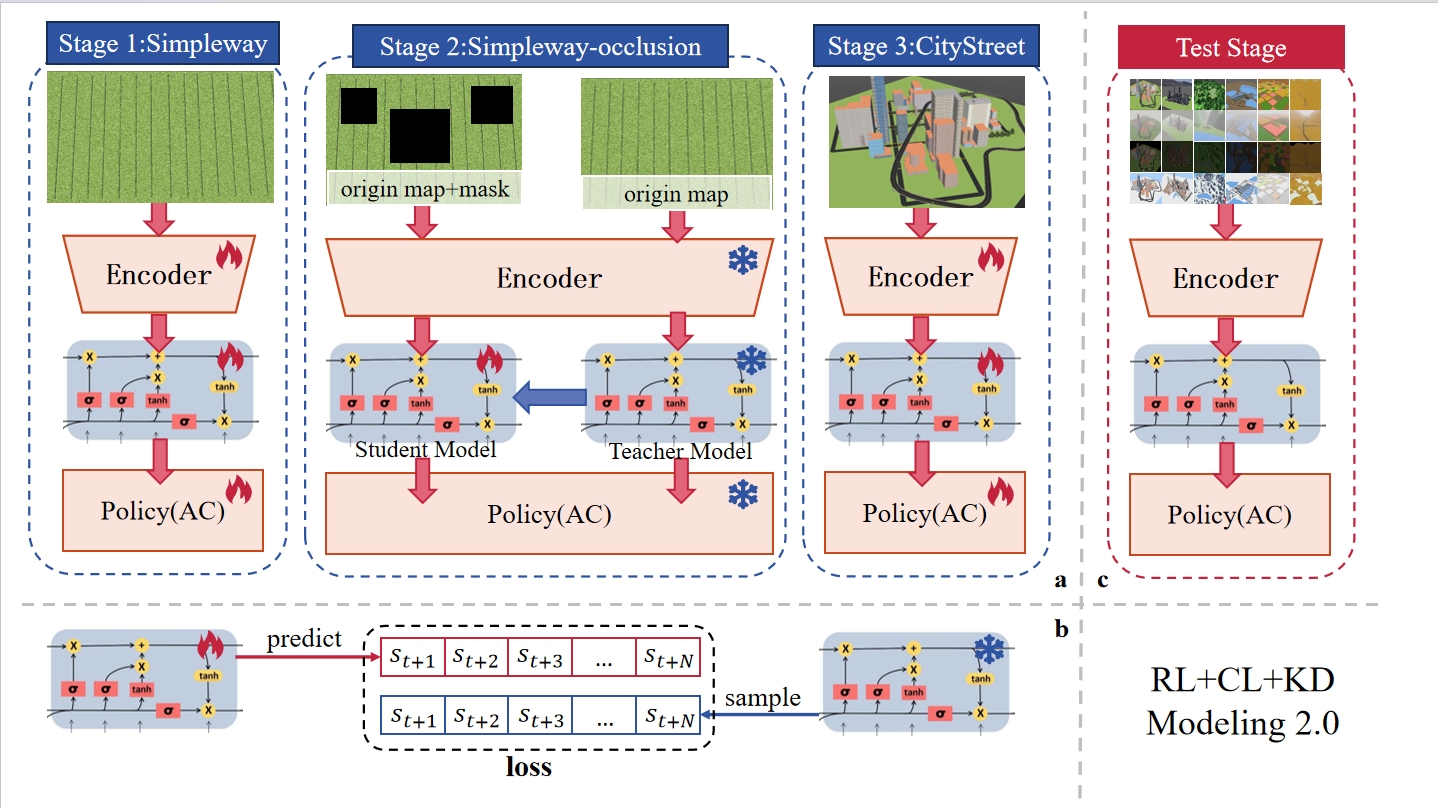 Stage 1:Simpleway
Stage 2:Simpleway-occlusion
Stage 3:CityStreet
Test Stage
origin map+mask
origin map
Encoder
Encoder
Encoder
Encoder
X
+
X
tanh
σ
σ
tanh
σ
X
X
+
X
tanh
σ
σ
tanh
σ
X
Student Model
X
+
X
tanh
σ
σ
tanh
σ
X
Teacher Model
X
+
X
tanh
σ
σ
tanh
σ
X
X
+
X
tanh
σ
σ
tanh
σ
X
Policy(AC)
Policy(AC)
Policy(AC)
Policy(AC)
a
c
b
X
+
X
tanh
σ
σ
tanh
σ
X
predict
S_{t+1} S_{t+2} S_{t+3} ... S_{t+N}
S_{t+1} S_{t+2} S_{t+3} ... S_{t+N}
loss
sample
X
+
X
tanh
σ
σ
tanh
σ
X
RL+CL+KD
Modeling 2.0